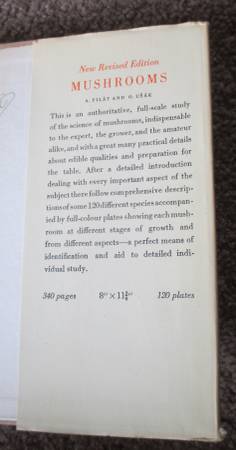 New Revised Edition
MUSHROOMS
A. PILÁT AND O. UŠÁK
This is an authoritative, full-scale study
of the science of mushrooms, indispensable
to the expert, the grower, and the amateur
alike, and with a great many practical details
about edible qualities and preparation for
the table. After a detailed introduction
dealing with every important aspect of the
subject there follow comprehensive descrip-
tions of some 120 different species accompan-
ied by full-colour plates showing each mush-
room at different stages of growth and
from different aspects—a perfect means of
identification and aid to detailed indi-
vidual study.
340 pages 8" × 11¾" 120 plates